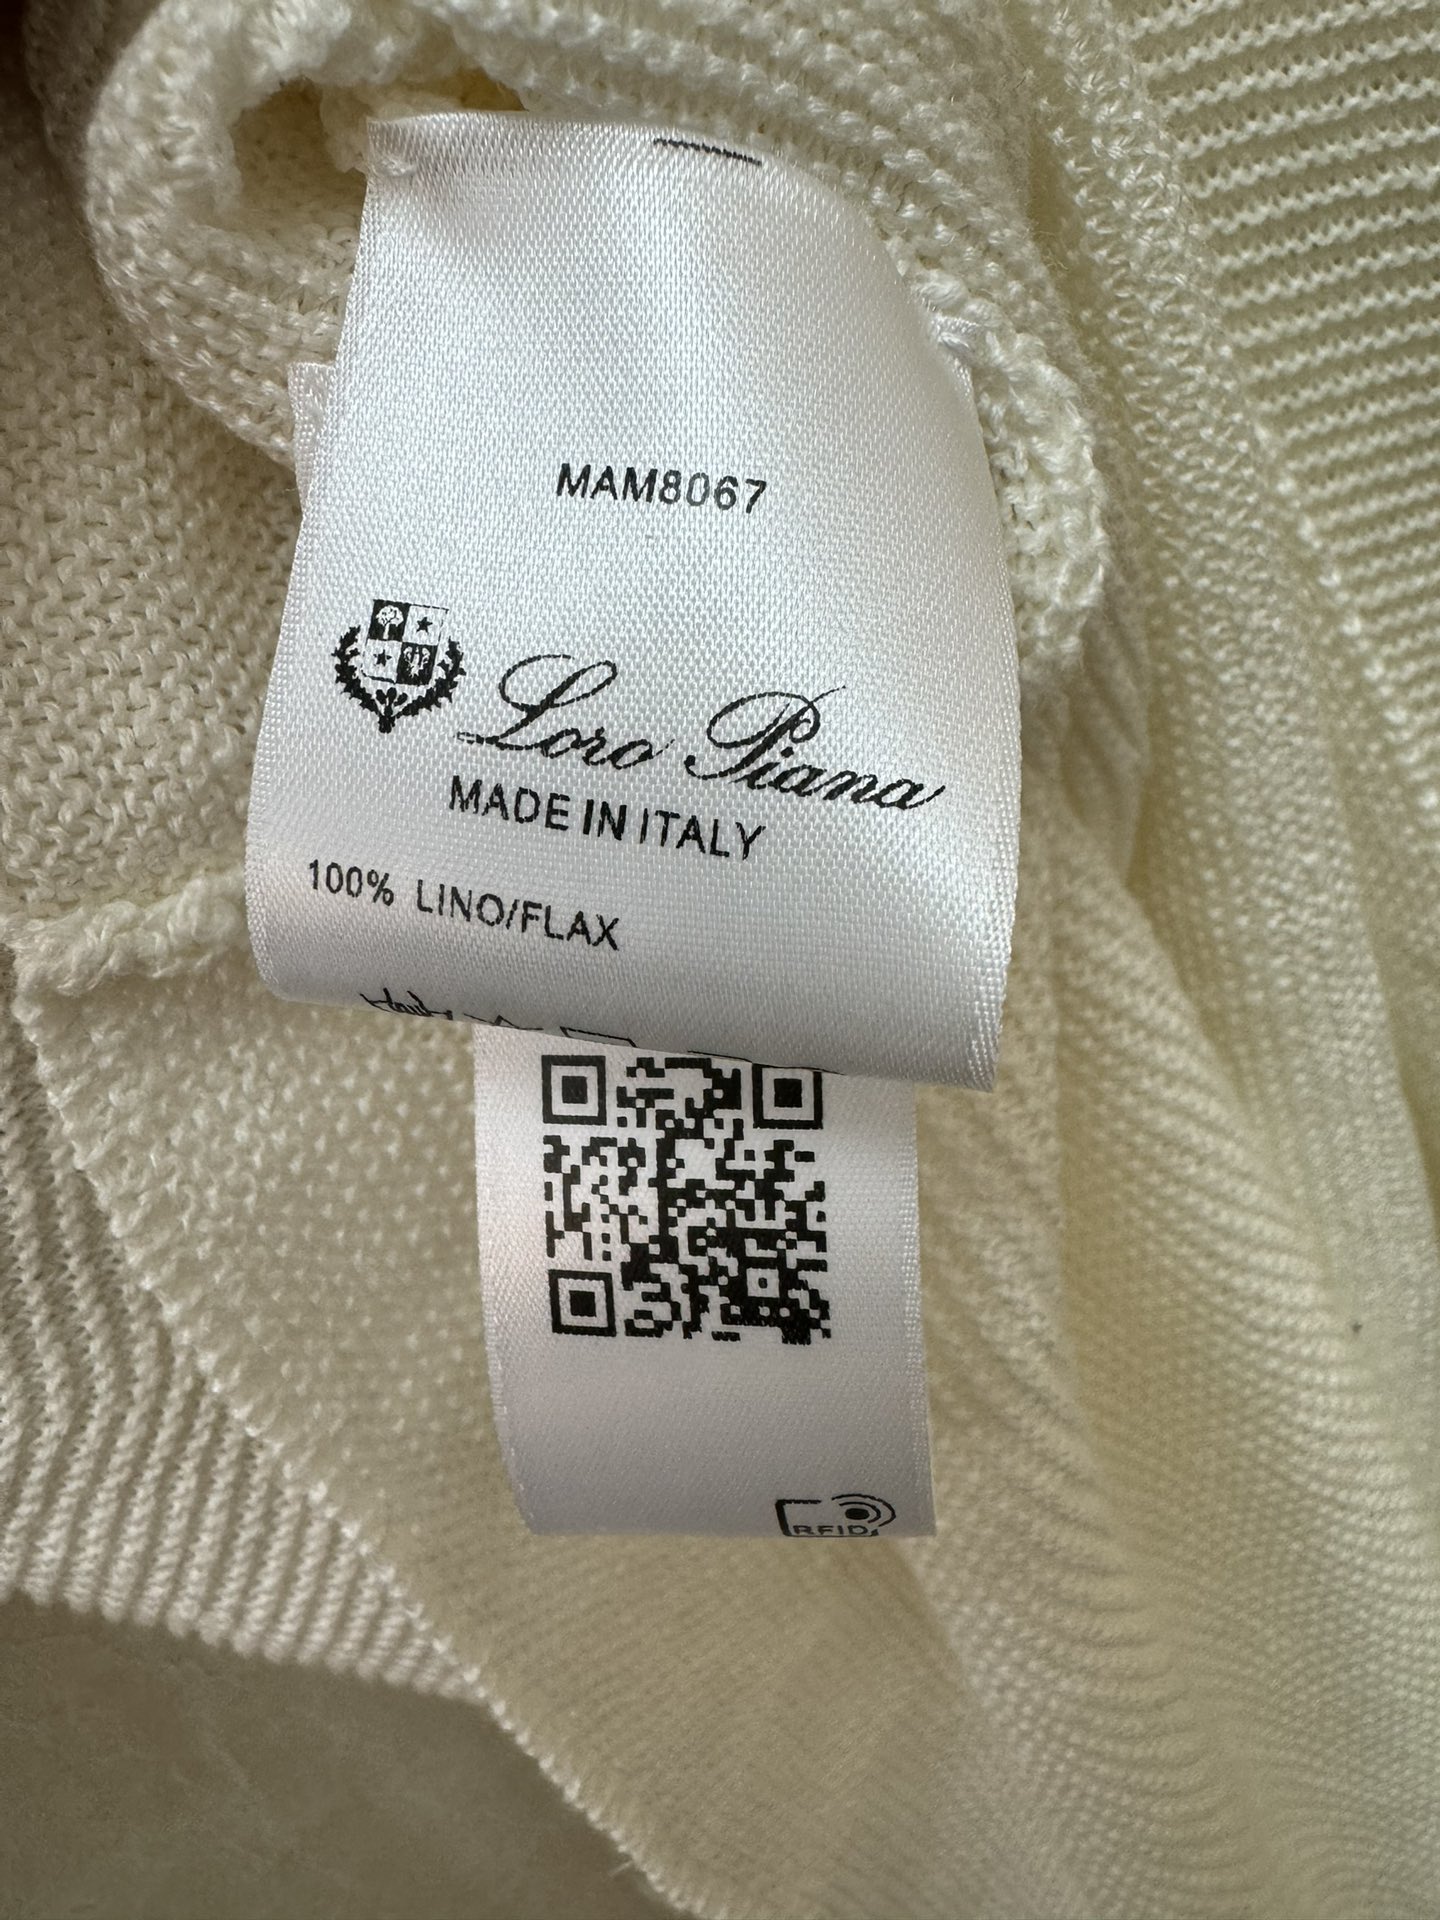 MAM8067
Loro Piana
MADE IN ITALY
100% LINO/FLAX
RFID